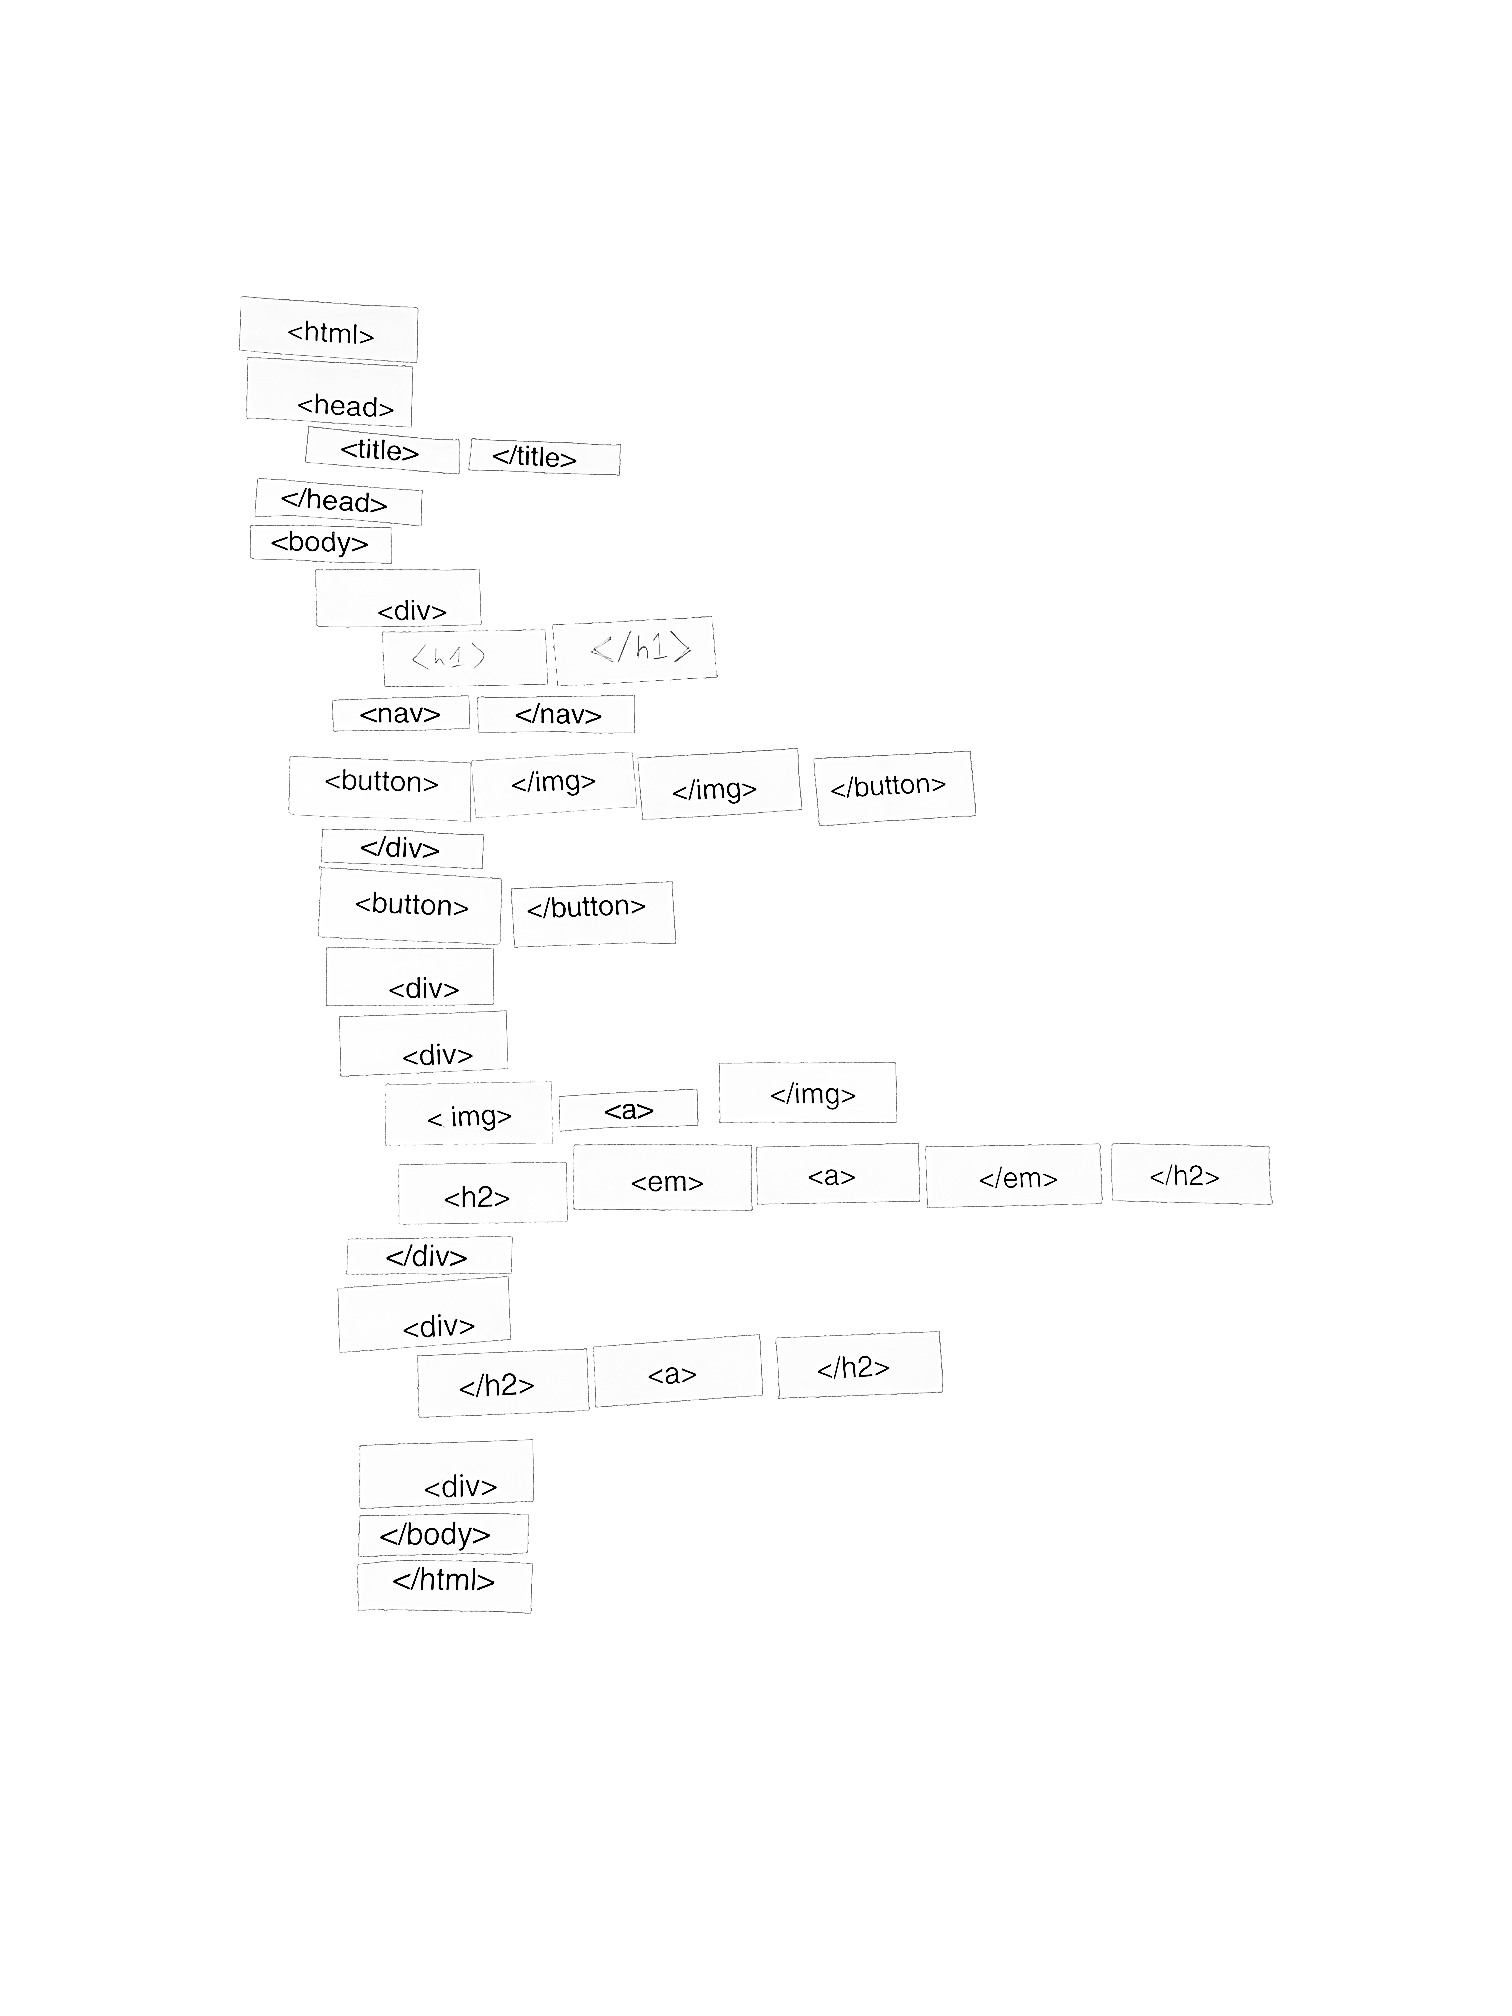 <html>
<head>
<title> </title>
</head>
<body>
<div>
<h1> </h1>
<nav> </nav>
<button> </img> </img> </button>
</div>
<button> </button>
<div>
<div>
< img> <a> </img>
<h2> <em> <a> </em> </h2>
</div>
<div>
</h2> <a> </h2>
<div>
</body>
</html>